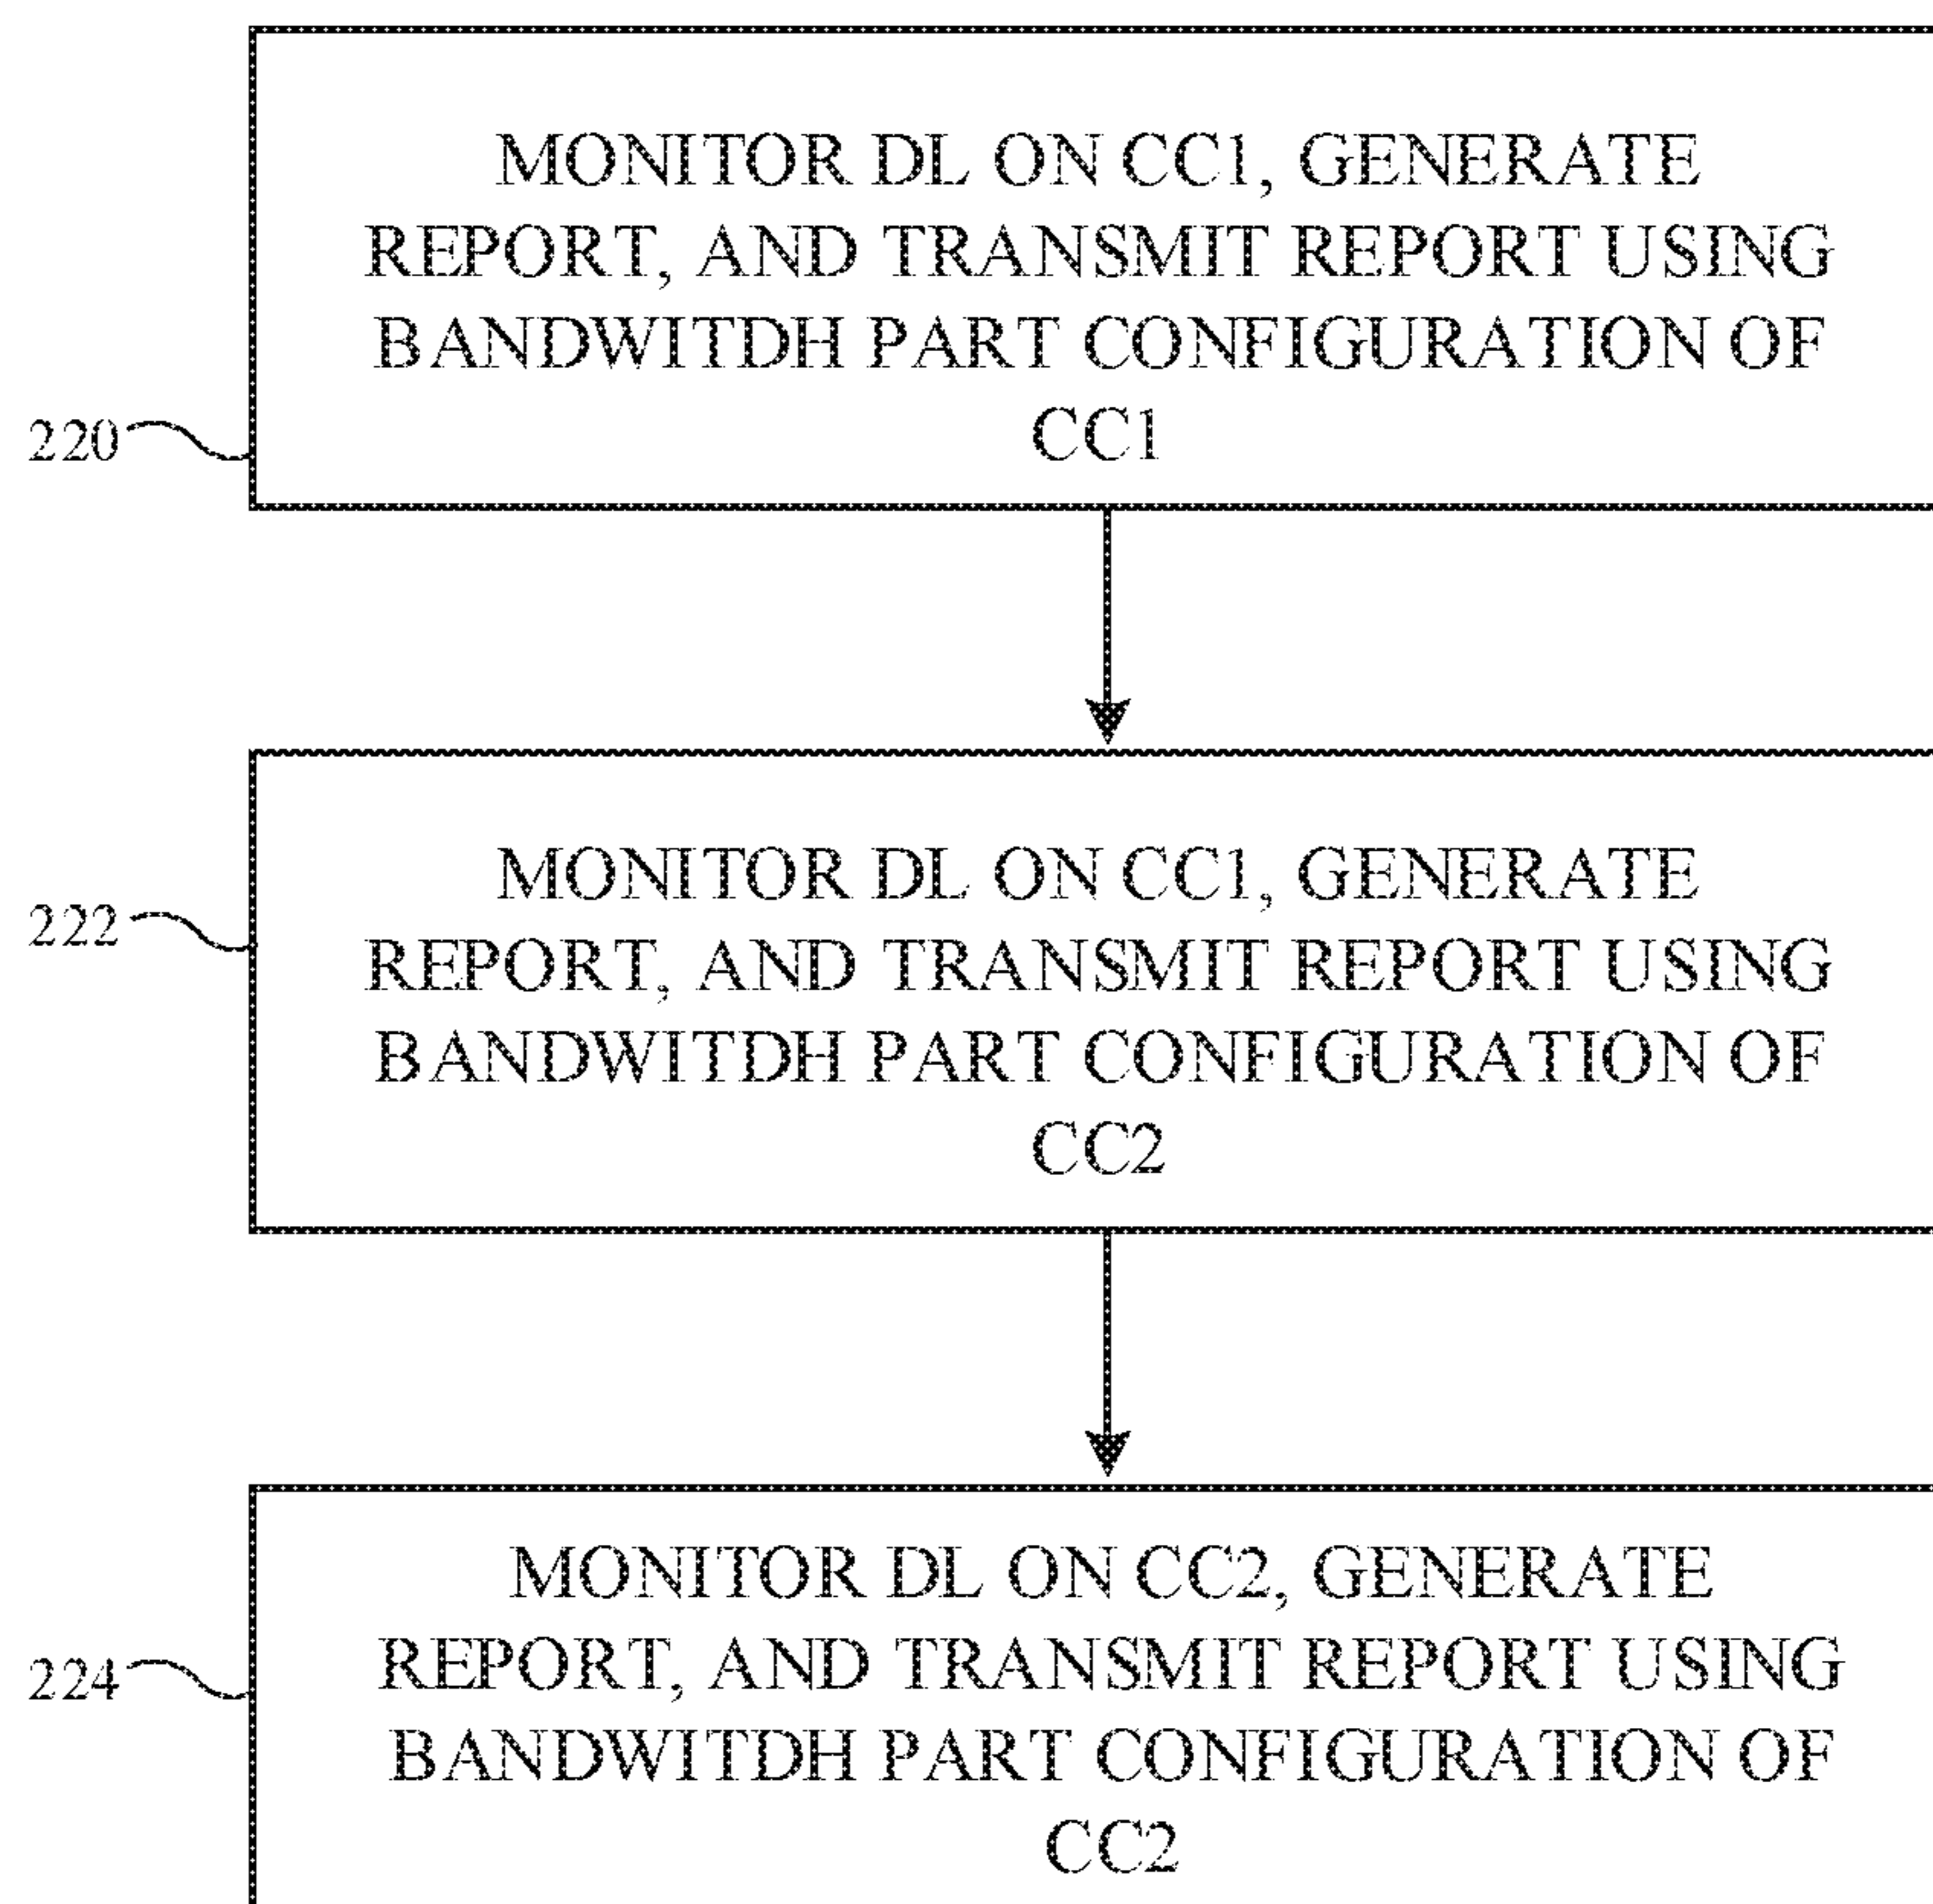 MONITOR DL ON CC1, GENERATE
REPORT, AND TRANSMIT REPORT USING
BANDWITDH PART CONFIGURATION OF
CC1
220
MONITOR DL ON CC1, GENERATE
REPORT, AND TRANSMIT REPORT USING
BANDWITDH PART CONFIGURATION OF
CC2
222
MONITOR DL ON CC2, GENERATE
REPORT, AND TRANSMIT REPORT USING
BANDWITDH PART CONFIGURATION OF
CC2
224